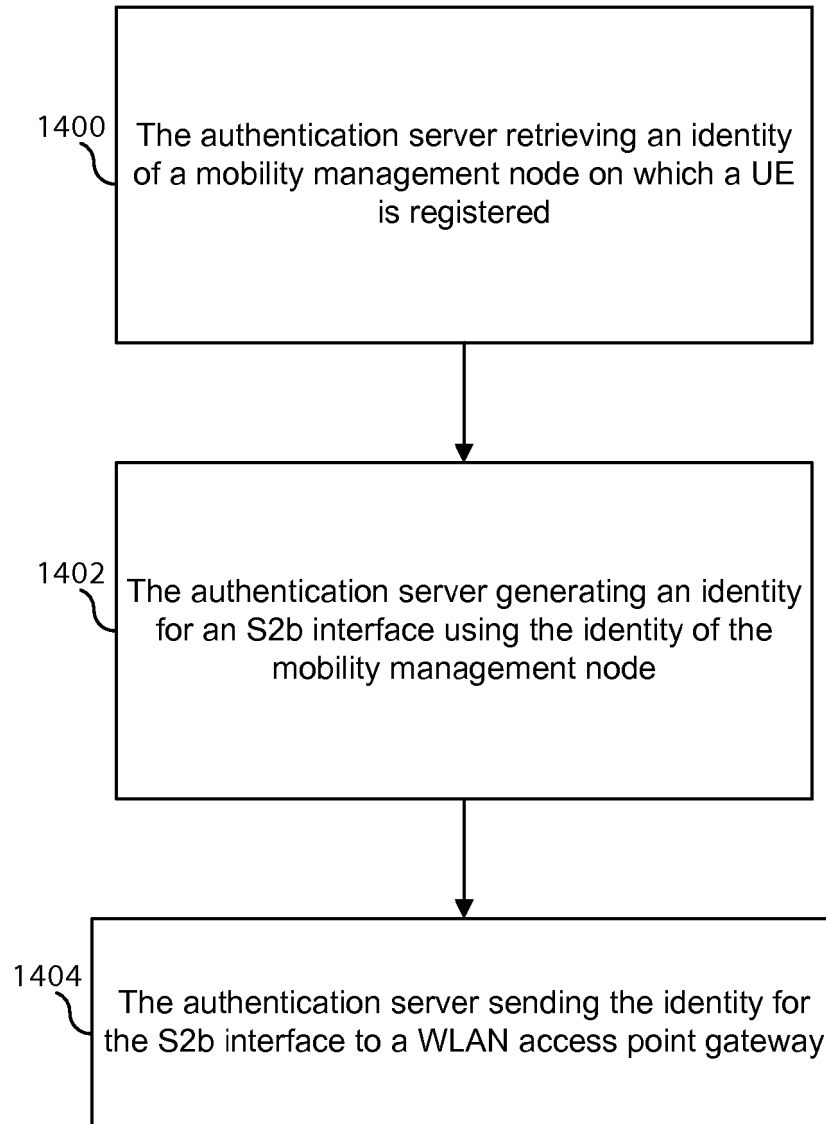 1400
The authentication server retrieving an identity
of a mobility management node on which a UE
is registered
1402
The authentication server generating an identity
for an S2b interface using the identity of the
mobility management node
1404
The authentication server sending the identity for
the S2b interface to a WLAN access point gateway